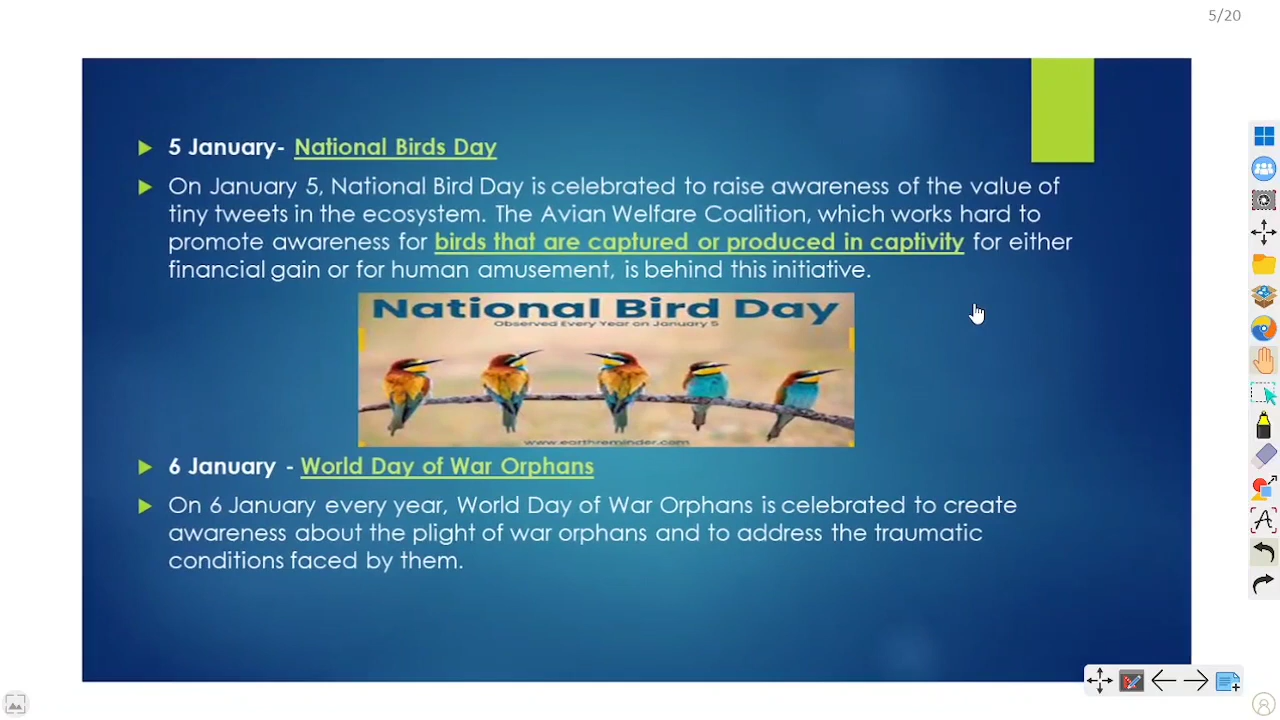 5/20
5 January- National Birds Day
On January 5, National Bird Day is celebrated to raise awareness of the value of
tiny tweets in the ecosystem. The Avian Welfare Coalition, which works hard to
promote awareness for birds that are captured or produced in captivity for either
financial gain or for human amusement, is behind this initiative.
National Bird Day
Observed Every Year on January 5
www.earthreminder.com
6 January - World Day of War Orphans
On 6 January every year, World Day of War Orphans is celebrated to create
awareness about the plight of war orphans and to address the traumatic
conditions faced by them.